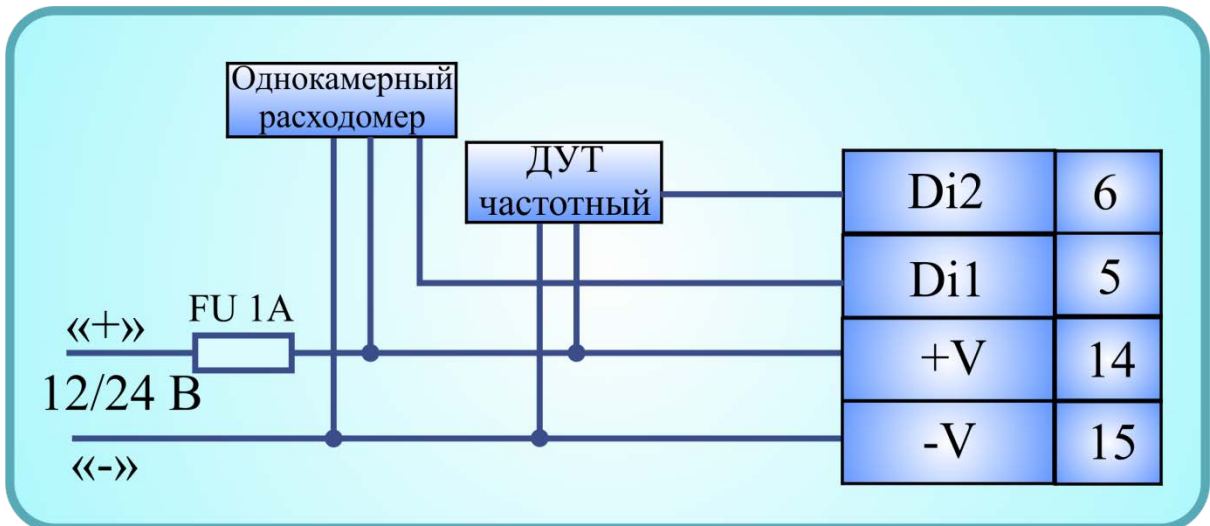 Однокамерный
расходомер
ДУТ
частотный
Di2 6
Di1 5
FU 1A
«+»
+V 14
12/24 В
-V 15
«-»